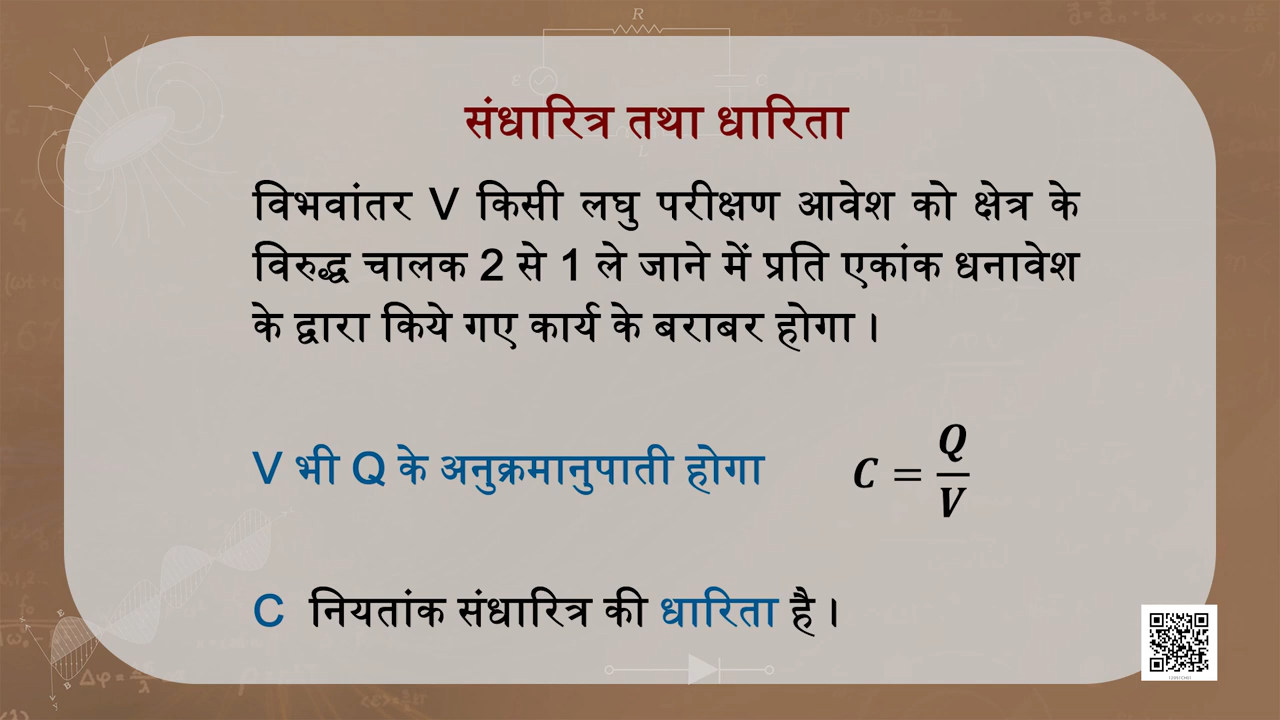 संधारित्र तथा धारिता
विभवांतर V किसी लघु परीक्षण आवेश को क्षेत्र के
विरुद्ध चालक 2 से 1 ले जाने में प्रति एकांक धनावेश
के द्वारा किये गए कार्य के बराबर होगा ।
V भी Q के अनुक्रमानुपाती होगा C = Q/V
C नियतांक संधारित्र की धारिता है ।